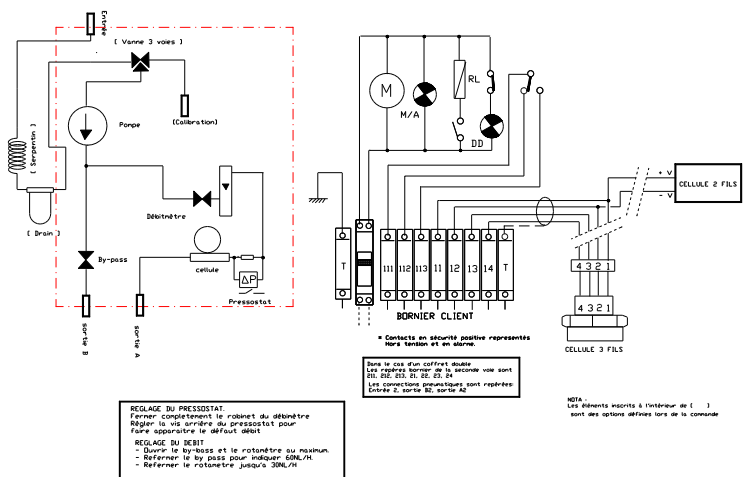 Entrée
[ Vanne 3 voies ]
Pompe
[Calibration]
[ Serpentin ]
[ Drain ]
Débitmêtre
By-pass
cellule
ΔP
Pressostat
sortie B
sortie A
M
M/A
RL
DD
T
111
112
113
11
12
13
14
T
BORNIER CLIENT
+ V
- V
CELLULE 2 FILS
4 3 2 1
4 3 2 1
CELLULE 3 FILS
= Contacts en sécurité positive représentés
Hors tension et en alarme.
Dans le cas d'un coffret double
Les repères bornier de la seconde voie sont
211, 212, 213, 21, 22, 23, 24
Les connections pneumatiques sont repérées:
Entrée 2, sortie B2, sortie A2
NOTA -
Les éléments inscrits à l'intérieur de [ ]
sont des options définies lors de la commande
REGLAGE DU PRESSOSTAT.
Fermer completement le robinet du débimêtre
Régler la vis arrière du pressostat pour
faire apparaitre le défaut débit
REGLAGE DU DEBIT
- Ouvrir le by-bass et le rotamêtre au maximum.
- Refermer le by pass pour indiquer 60NL/H.
- Refermer le rotametre jusqu'a 30NL/H